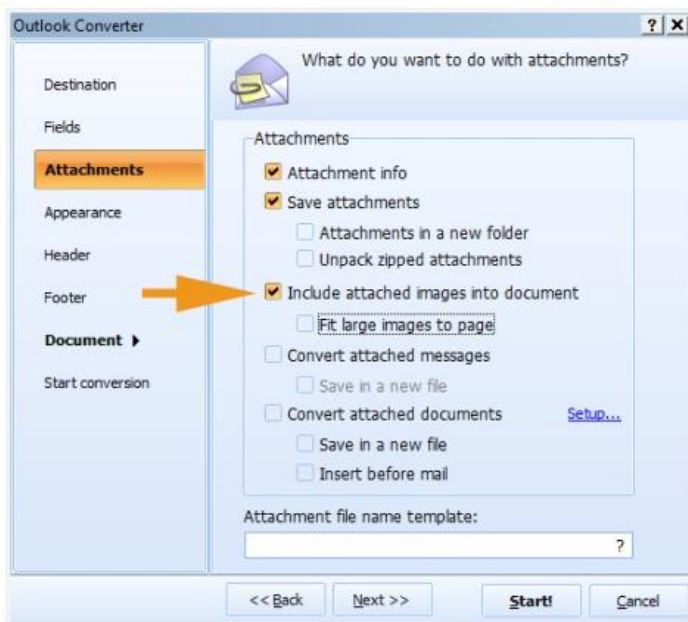 Outlook Converter ? X
What do you want to do with attachments?
Destination
Fields
Attachments
Appearance
Header
Footer
Document
Start conversion
Attachments
Attachment info
Save attachments
Attachments in a new folder
Unpack zipped attachments
Include attached images into document
Fit large images to page
Convert attached messages
Save in a new file
Convert attached documents Setup...
Save in a new file
Insert before mail
Attachment file name template:
?
<< Back Next >> Start! Cancel